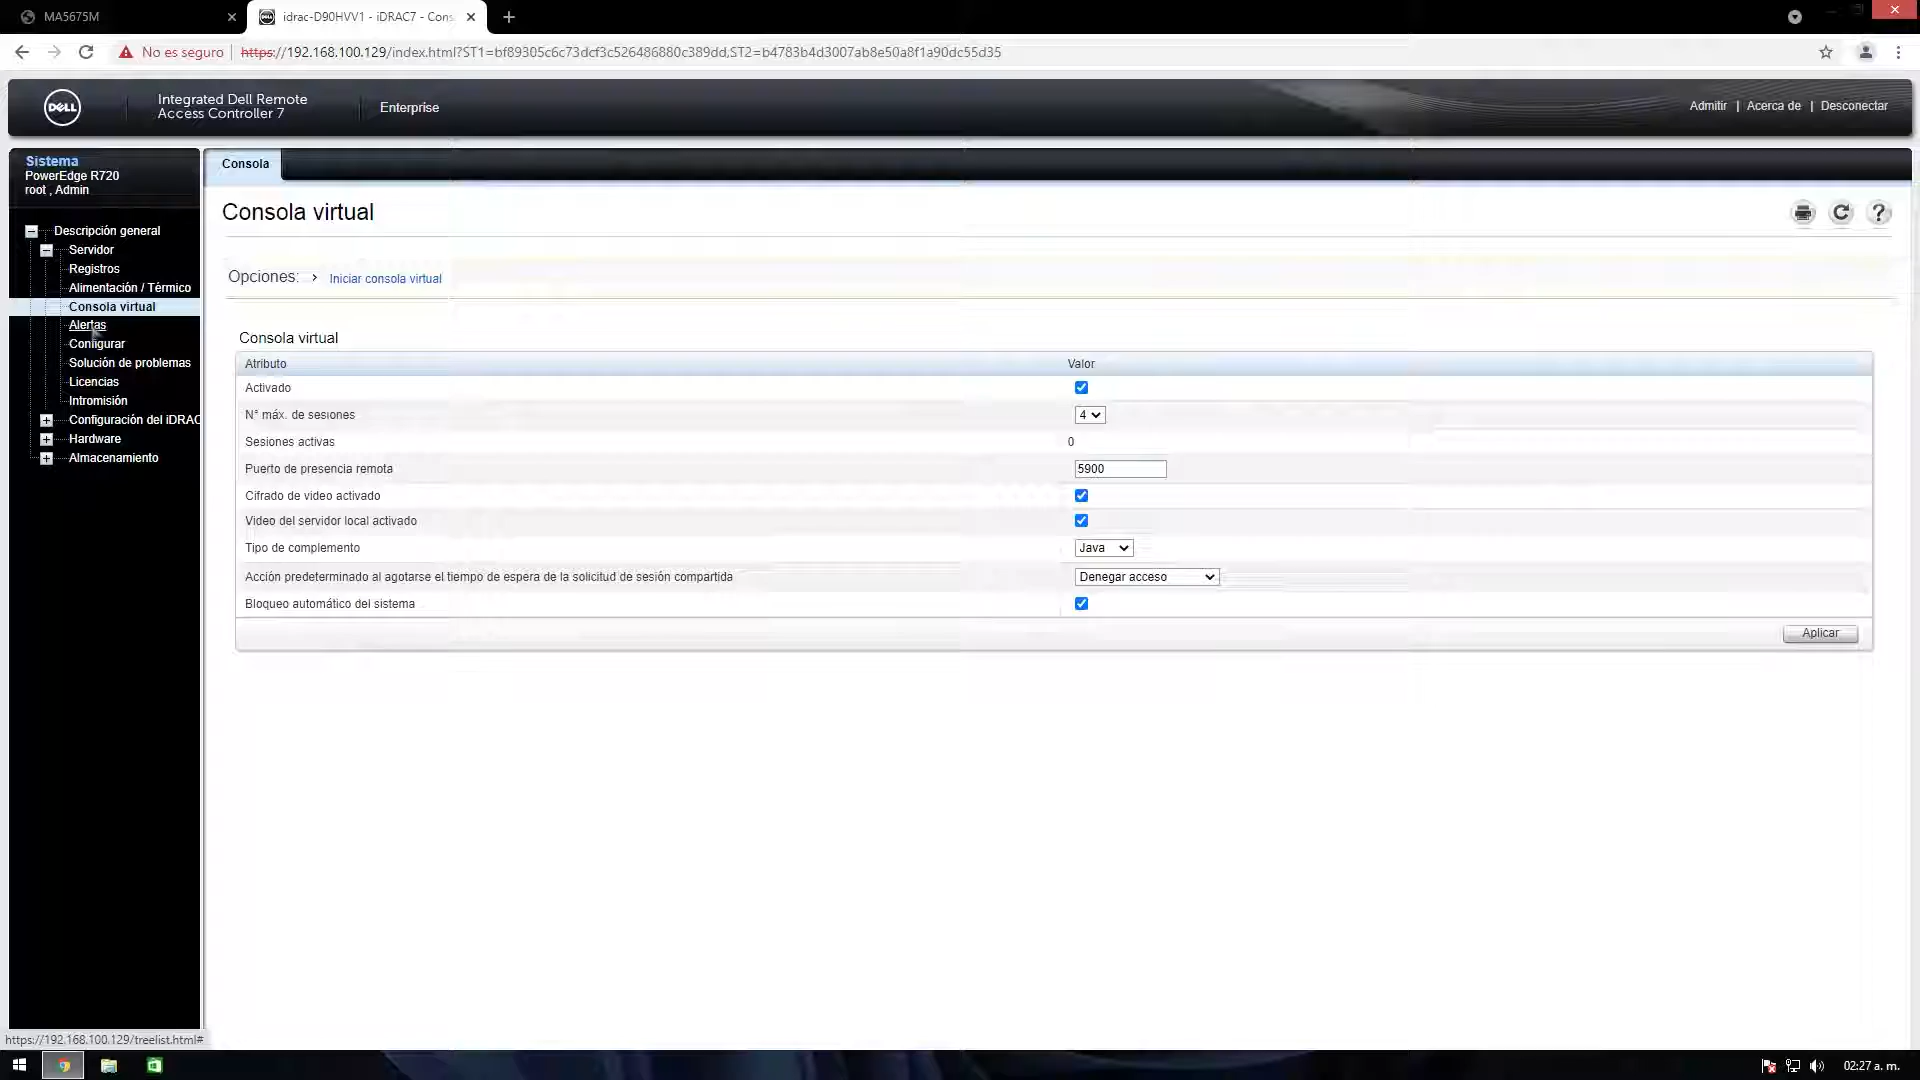 MA5675M
idrac-D90HVV1 - iDRAC7 - Cons
No es seguro
https://192.168.100.129/index.html?ST1=bf89305c6c73dcf3c526486880c389dd,ST2=b4783b4d3007ab8e50a8f1a90dc55d35
DELL
Integrated Dell Remote
Access Controller 7
Enterprise
Admitir | Acerca de | Desconectar
Sistema
PowerEdge R720
root , Admin
Descripción general
Servidor
Registros
Alimentación / Térmico
Consola virtual
Alertas
Configurar
Solución de problemas
Licencias
Intromisión
Configuración del iDRAC
Hardware
Almacenamiento
Consola
Consola virtual
Opciones: › Iniciar consola virtual
Consola virtual
Atributo Valor
Activado
N° máx. de sesiones 4
Sesiones activas 0
Puerto de presencia remota 5900
Cifrado de video activado
Video del servidor local activado
Tipo de complemento Java
Acción predeterminado al agotarse el tiempo de espera de la solicitud de sesión compartida Denegar acceso
Bloqueo automático del sistema
Aplicar
https://192.168.100.129/treelist.html#
02:27 a. m.